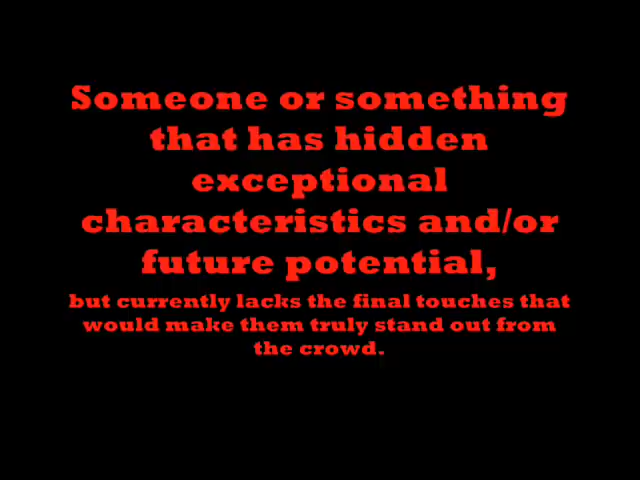 Someone or something
that has hidden
exceptional
characteristics and/or
future potential,
but currently lacks the final touches that
would make them truly stand out from
the crowd.